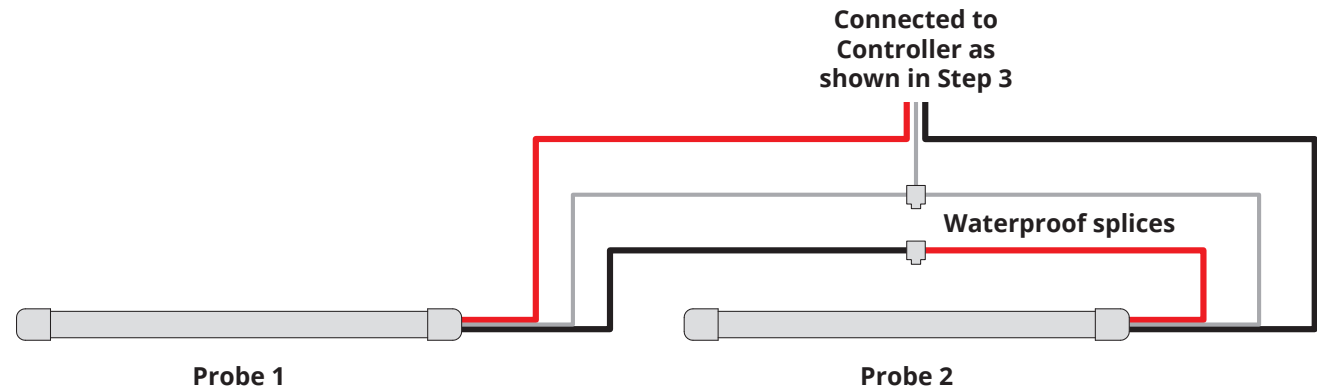 Connected to
Controller as
shown in Step 3
Waterproof splices
Probe 1
Probe 2